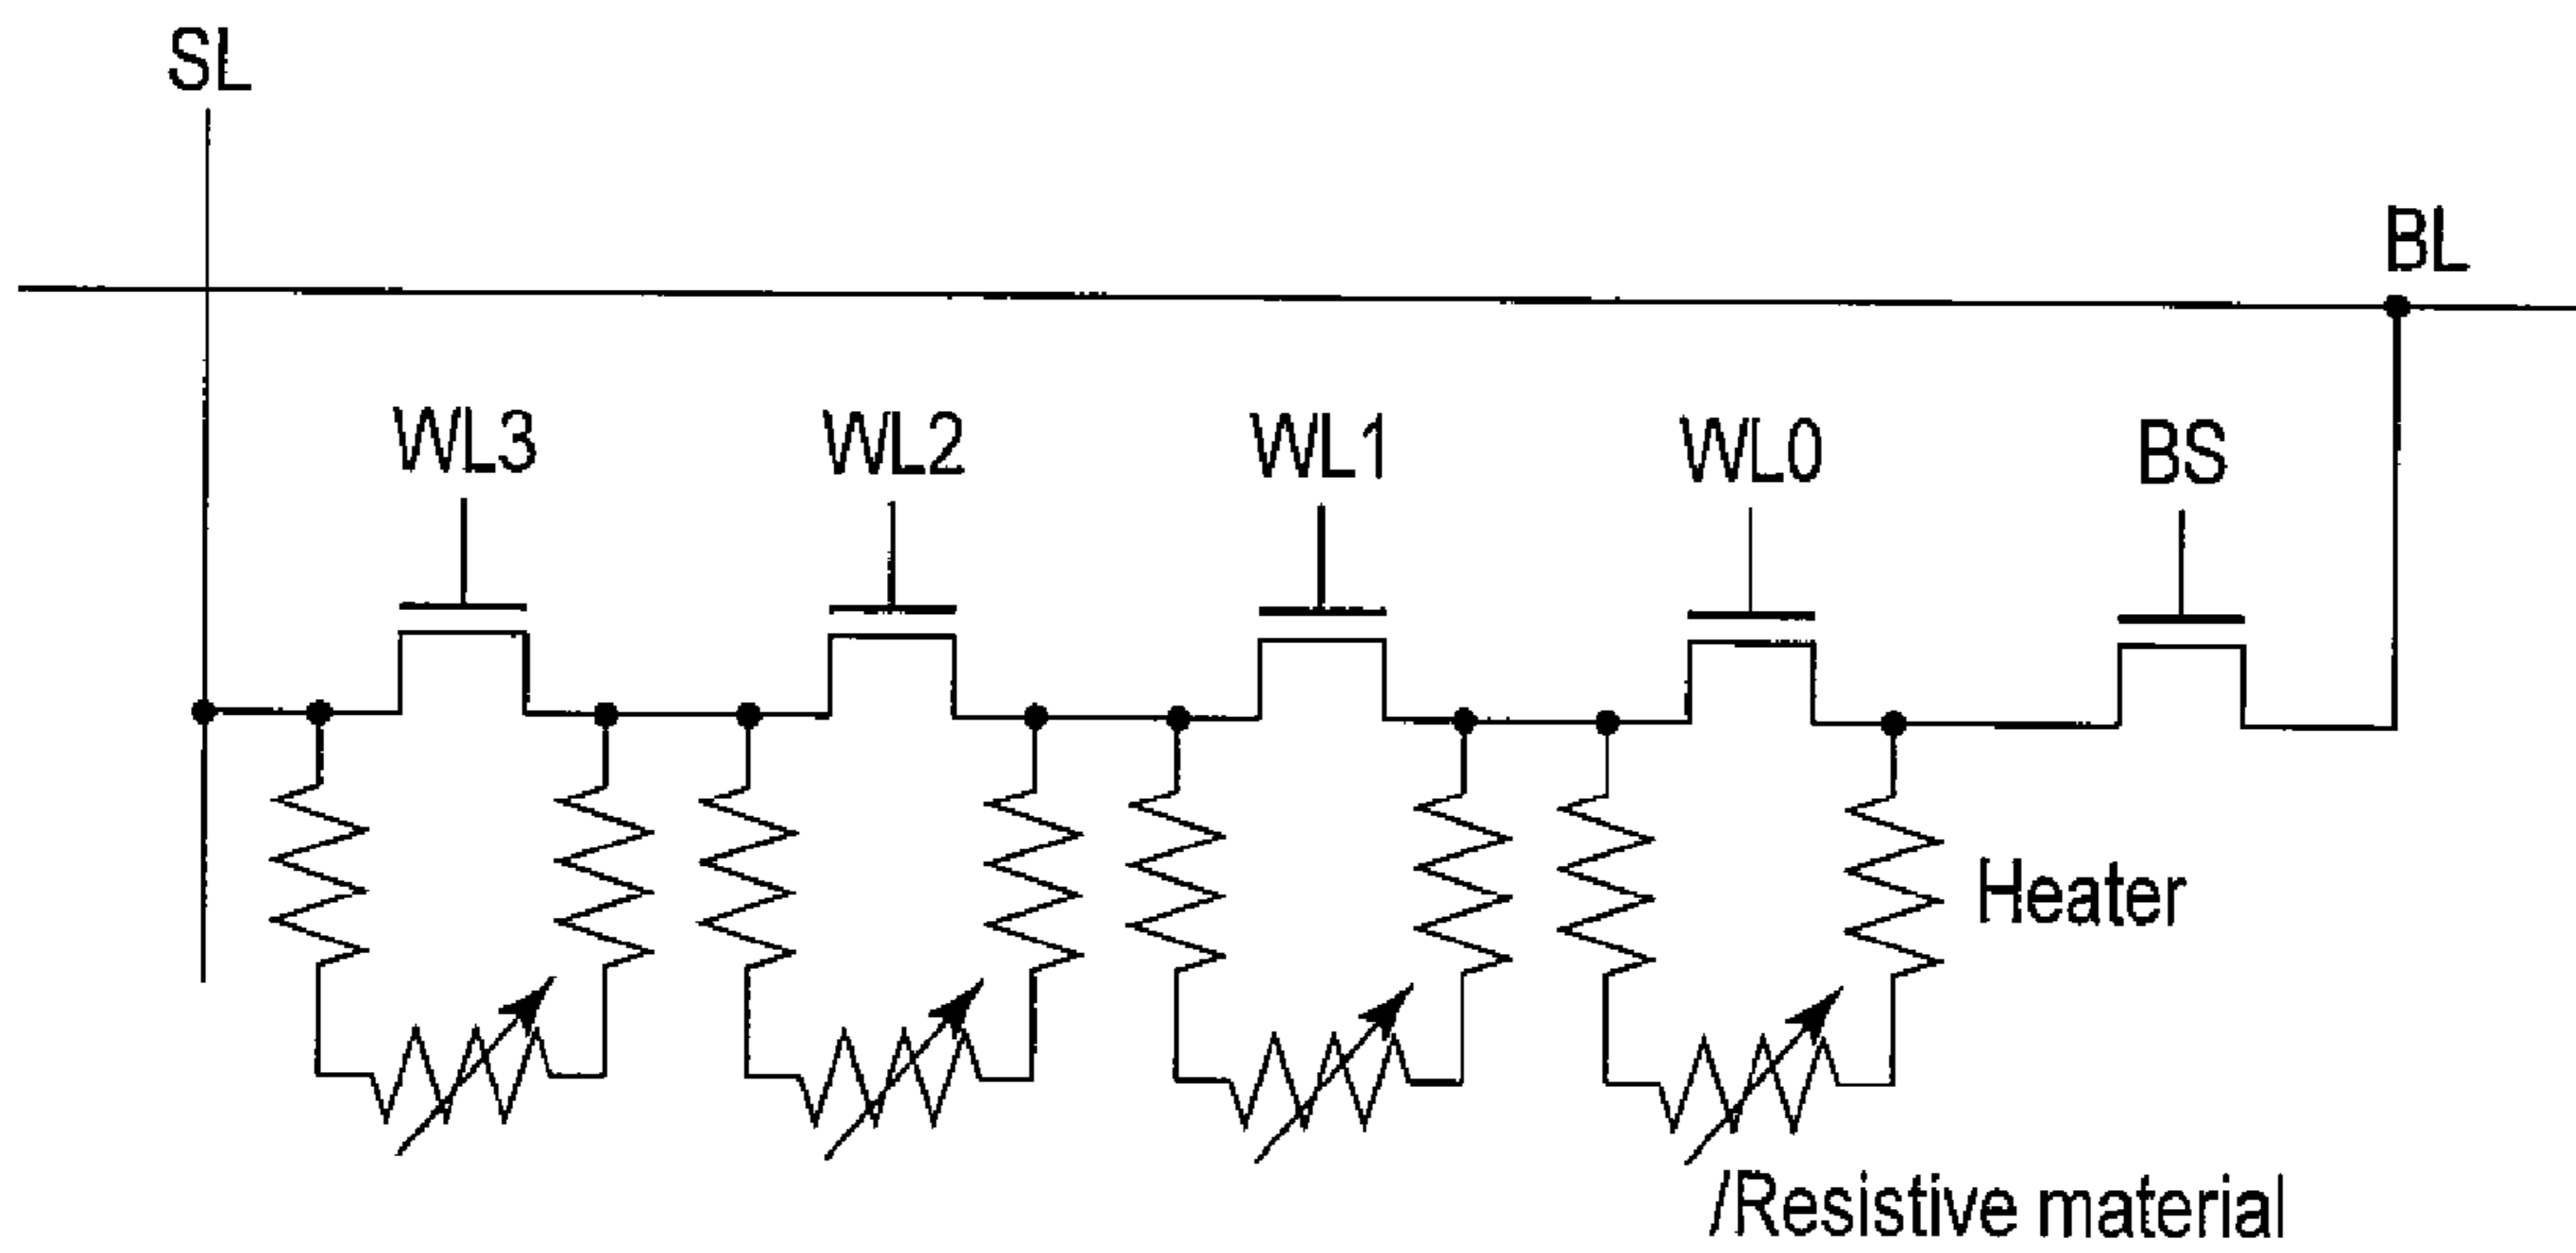 SL
BL
WL3
WL2
WL1
WL0
BS
Heater
/Resistive material